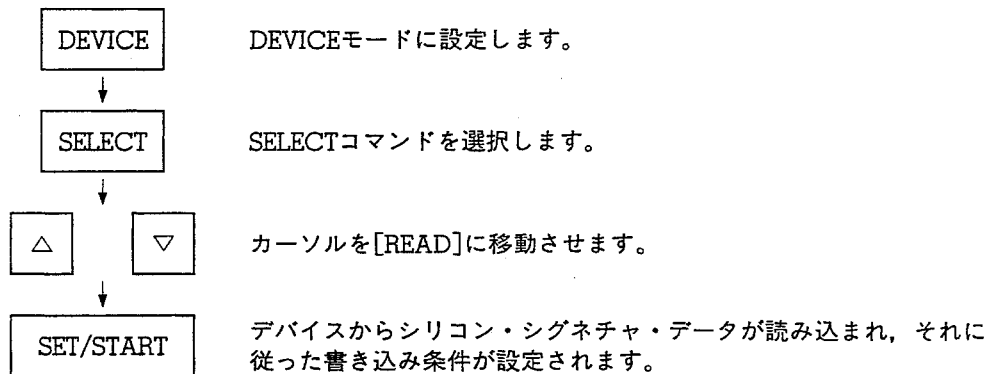 DEVICE
DEVICEモードに設定します。
SELECT
SELECTコマンドを選択します。
△ ▽
カーソルを[READ]に移動させます。
SET/START
デバイスからシリコン・シグネチャ・データが読み込まれ，それに
従った書き込み条件が設定されます。